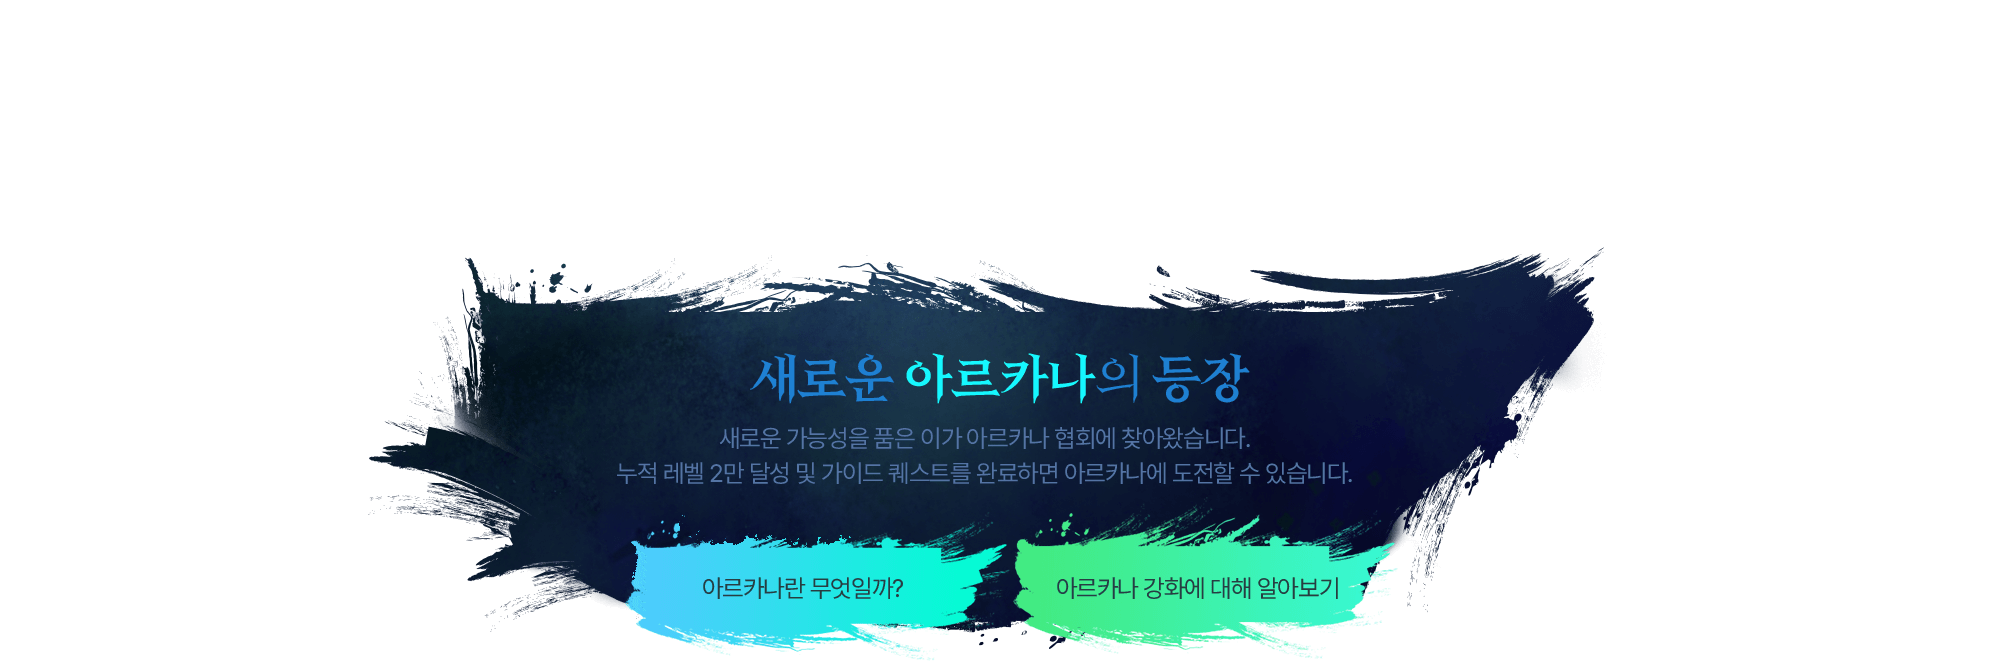 새로운 아르카나의 등장
새로운 가능성을 품은 이가 아르카나 협회에 찾아왔습니다.
누적 레벨 2만 달성 및 가이드 퀘스트를 완료하면 아르카나에 도전할 수 있습니다.
아르카나란 무엇일까?
아르카나 강화에 대해 알아보기